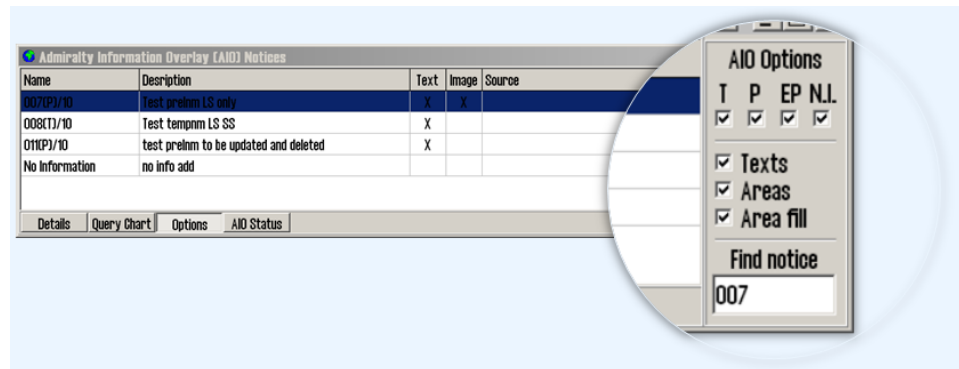 Admiralty Information Overlay (AIO) Notices
Name Desription Text Image Source
007(P)/10 Test prelnm LS only X X
008(T)/10 Test tempnm LS SS X
011(P)/10 test prelnm to be updated and deleted X
No Information no info add
Details Query Chart Options AIO Status
AIO Options
T P EP N.I.
Texts
Areas
Area fill
Find notice
007